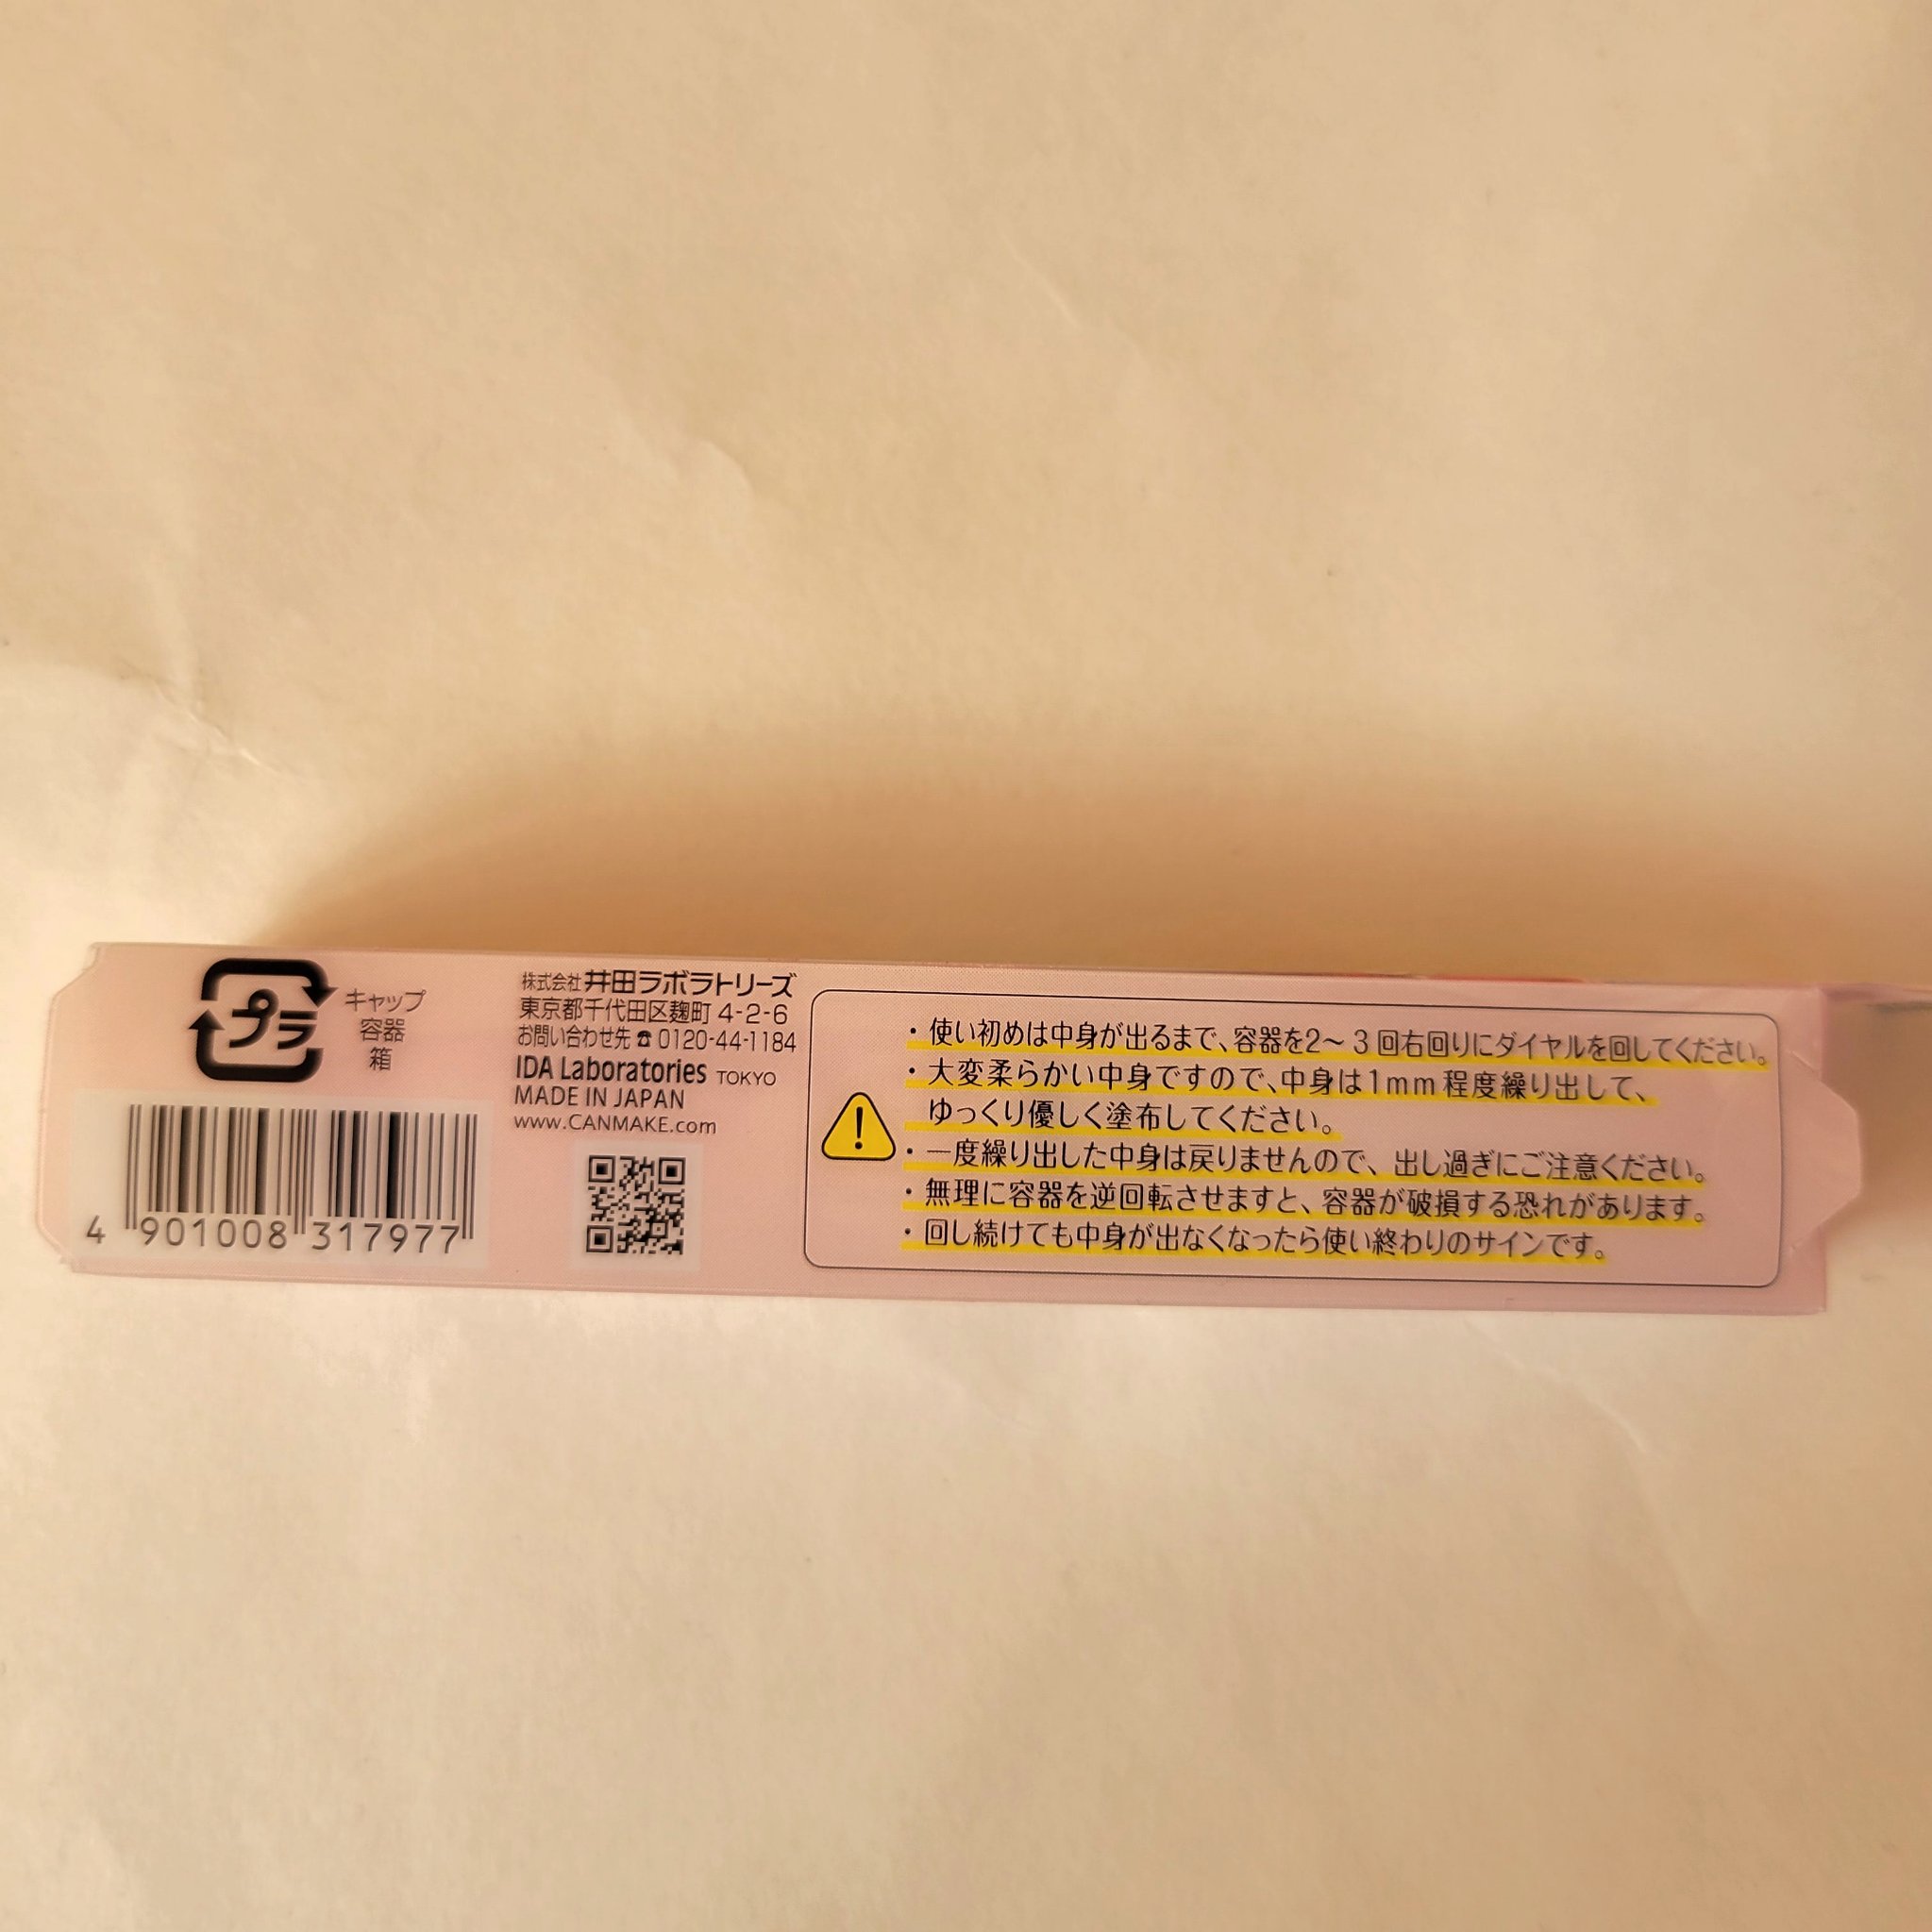 プラ
キャップ
容器
箱
4 901008 317977
株式会社 井田ラボラトリーズ
東京都千代田区麹町 4-2-6
お問い合わせ先 ☎ 0120-44-1184
IDA Laboratories TOKYO
MADE IN JAPAN
www.CANMAKE.com
・使い初めは中身が出るまで、容器を2～3回右回りにダイヤルを回してください。
・大変柔らかい中身ですので、中身は1mm程度繰り出して、
ゆっくり優しく塗布してください。
・一度繰り出した中身は戻りませんので、出し過ぎにご注意ください。
・無理に容器を逆回転させますと、容器が破損する恐れがあります。
・回し続けても中身が出なくなったら使い終わりのサインです。